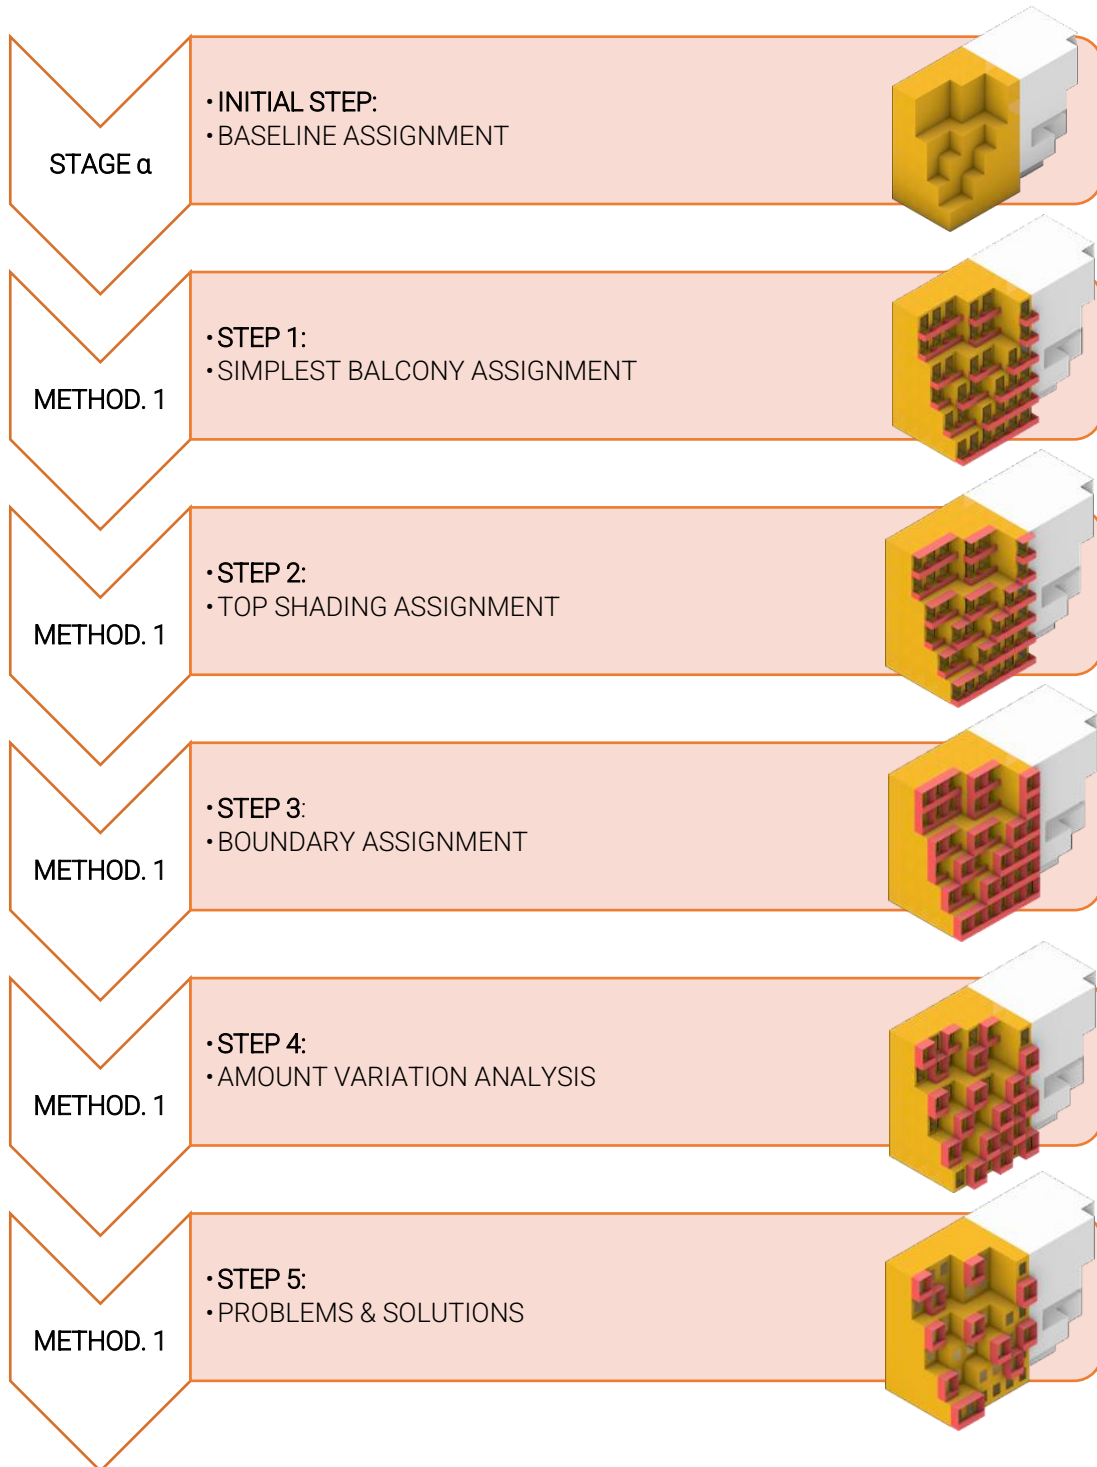 STAGE α
• INITIAL STEP:
• BASELINE ASSIGNMENT
METHOD. 1
• STEP 1:
• SIMPLEST BALCONY ASSIGNMENT
METHOD. 1
• STEP 2:
• TOP SHADING ASSIGNMENT
METHOD. 1
• STEP 3:
• BOUNDARY ASSIGNMENT
METHOD. 1
• STEP 4:
• AMOUNT VARIATION ANALYSIS
METHOD. 1
• STEP 5:
• PROBLEMS & SOLUTIONS